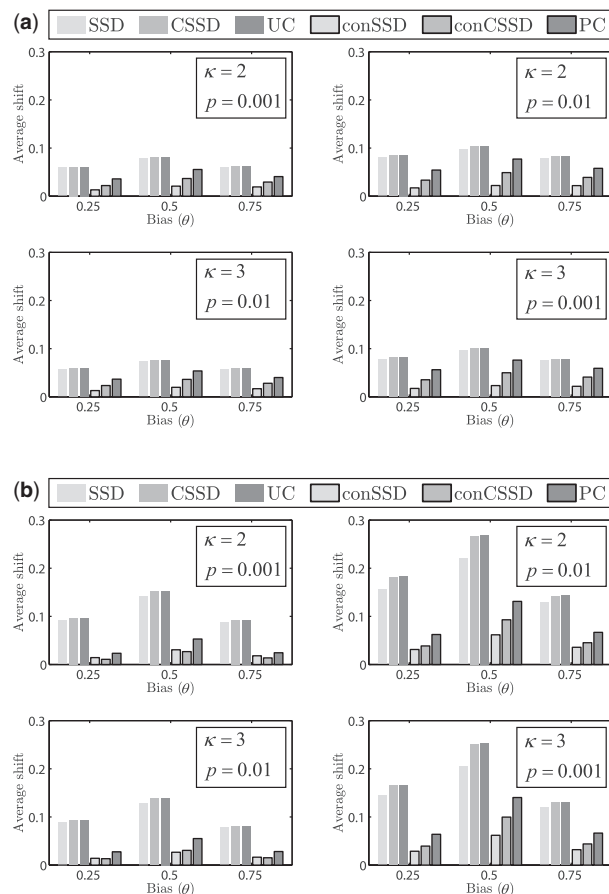 (a) SSD CSSD UC conSSD conCSSD PC
0.3
0.2
0.1
0
Average shift
κ = 2
p = 0.001
0.25 0.5 0.75
Bias (θ)
0.3
0.2
0.1
0
Average shift
κ = 2
p = 0.01
0.25 0.5 0.75
Bias (θ)
0.3
0.2
0.1
0
Average shift
κ = 3
p = 0.01
0.25 0.5 0.75
Bias (θ)
0.3
0.2
0.1
0
Average shift
κ = 3
p = 0.001
0.25 0.5 0.75
Bias (θ)
(b) SSD CSSD UC conSSD conCSSD PC
0.3
0.2
0.1
0
Average shift
κ = 2
p = 0.001
0.25 0.5 0.75
Bias (θ)
0.3
0.2
0.1
0
Average shift
κ = 2
p = 0.01
0.25 0.5 0.75
Bias (θ)
0.3
0.2
0.1
0
Average shift
κ = 3
p = 0.01
0.25 0.5 0.75
Bias (θ)
0.3
0.2
0.1
0
Average shift
κ = 3
p = 0.001
0.25 0.5 0.75
Bias (θ)